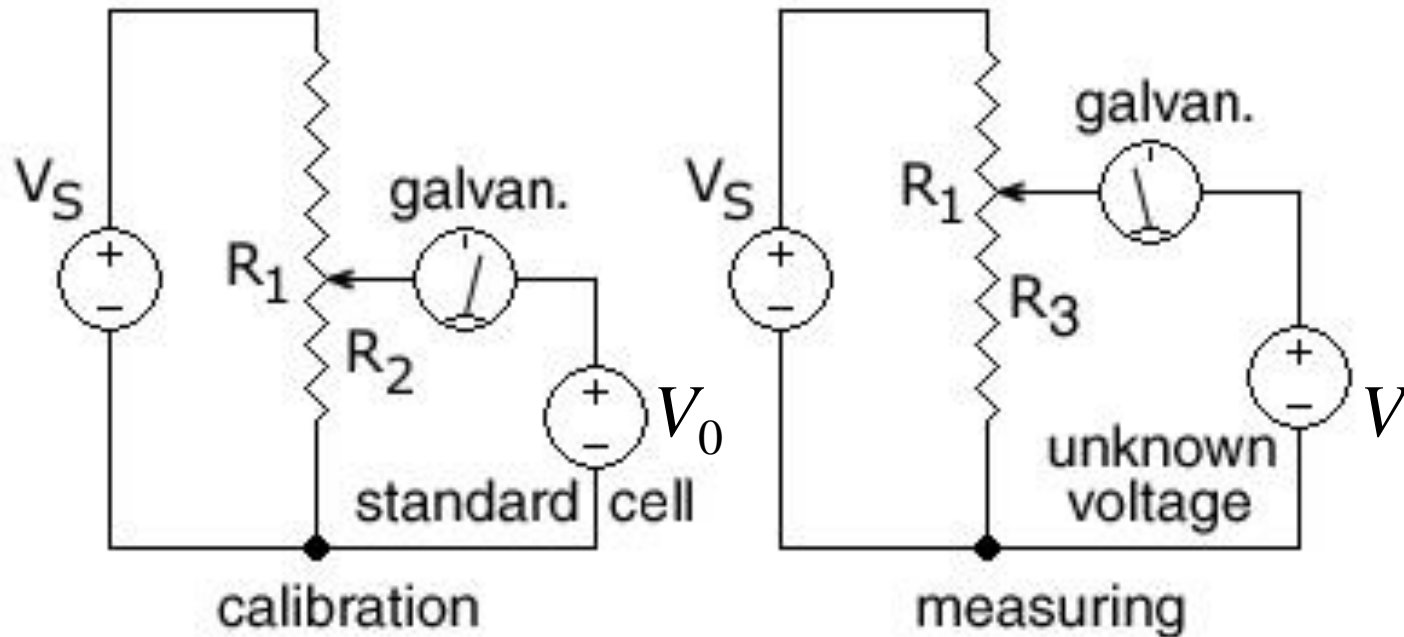 galvan.
V_S
R_1
R_2
+
−
+
−
V_0
standard cell
calibration
galvan.
V_S
R_1
R_3
+
−
+
−
V
unknown
voltage
measuring